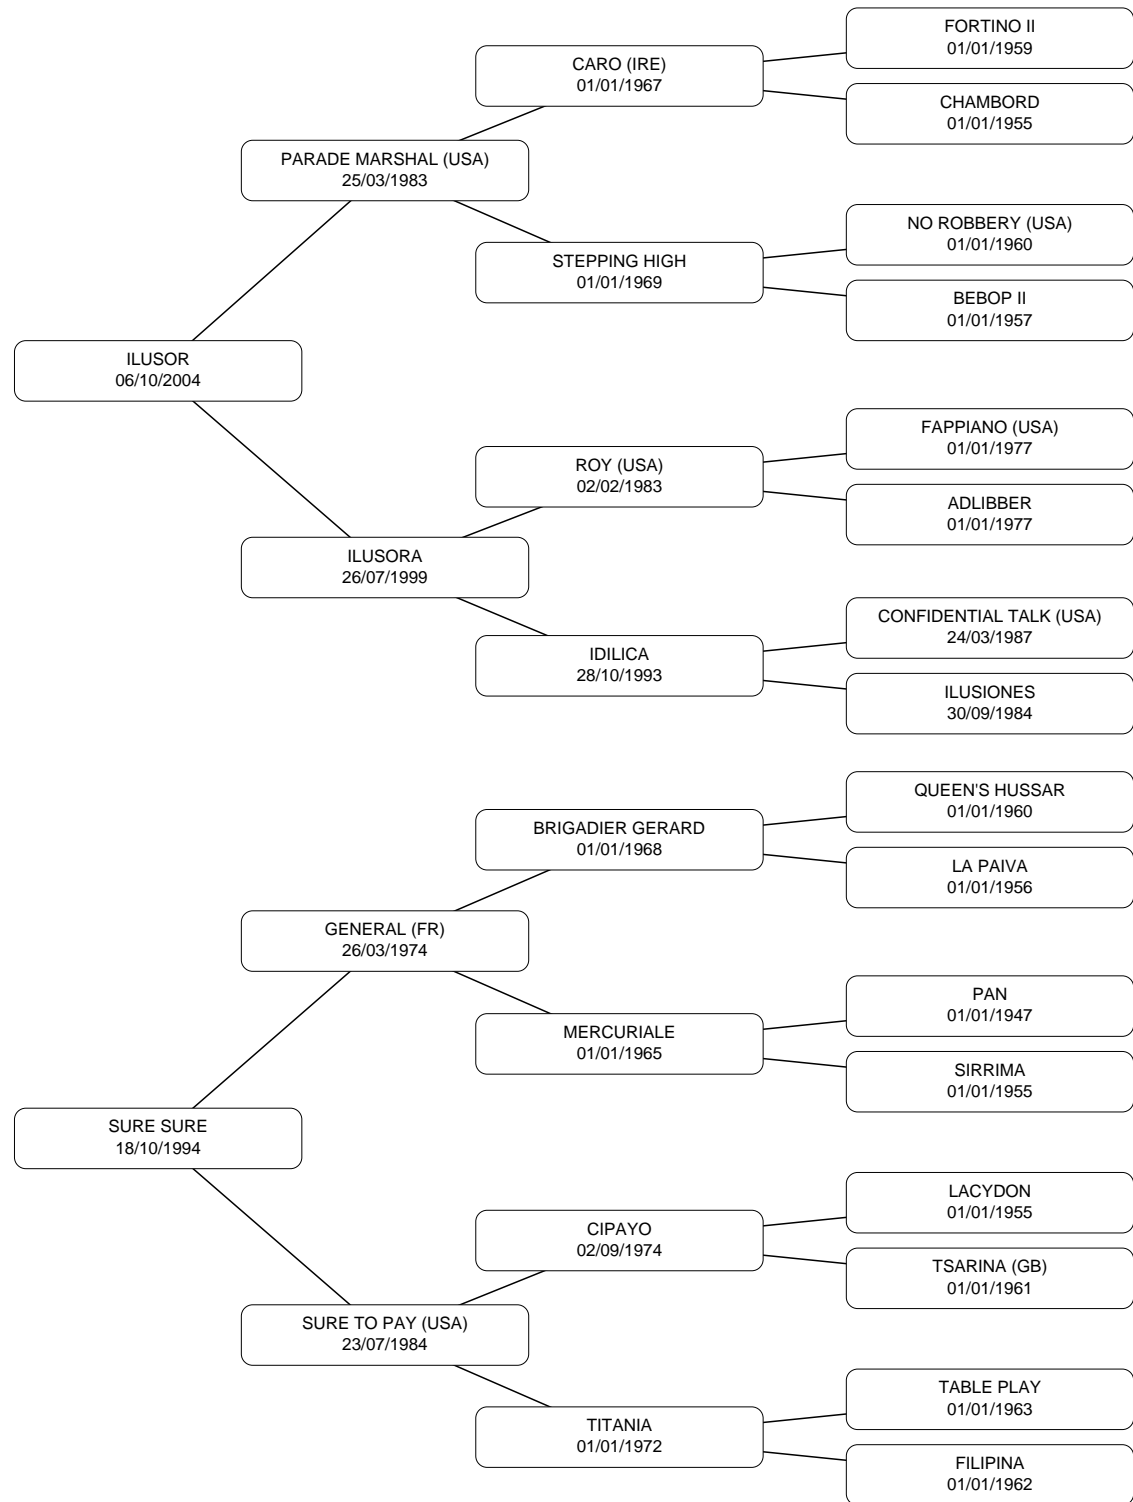 FORTINO II
01/01/1959
CARO (IRE)
01/01/1967
CHAMBORD
01/01/1955
PARADE MARSHAL (USA)
25/03/1983
NO ROBBERY (USA)
01/01/1960
STEPPING HIGH
01/01/1969
BEBOP II
01/01/1957
ILUSOR
06/10/2004
FAPPIANO (USA)
01/01/1977
ROY (USA)
02/02/1983
ADLIBBER
01/01/1977
ILUSORA
26/07/1999
CONFIDENTIAL TALK (USA)
24/03/1987
IDILICA
28/10/1993
ILUSIONES
30/09/1984
QUEEN'S HUSSAR
01/01/1960
BRIGADIER GERARD
01/01/1968
LA PAIVA
01/01/1956
GENERAL (FR)
26/03/1974
PAN
01/01/1947
MERCURIALE
01/01/1965
SIRRIMA
01/01/1955
SURE SURE
18/10/1994
LACYDON
01/01/1955
CIPAYO
02/09/1974
TSARINA (GB)
01/01/1961
SURE TO PAY (USA)
23/07/1984
TABLE PLAY
01/01/1963
TITANIA
01/01/1972
FILIPINA
01/01/1962